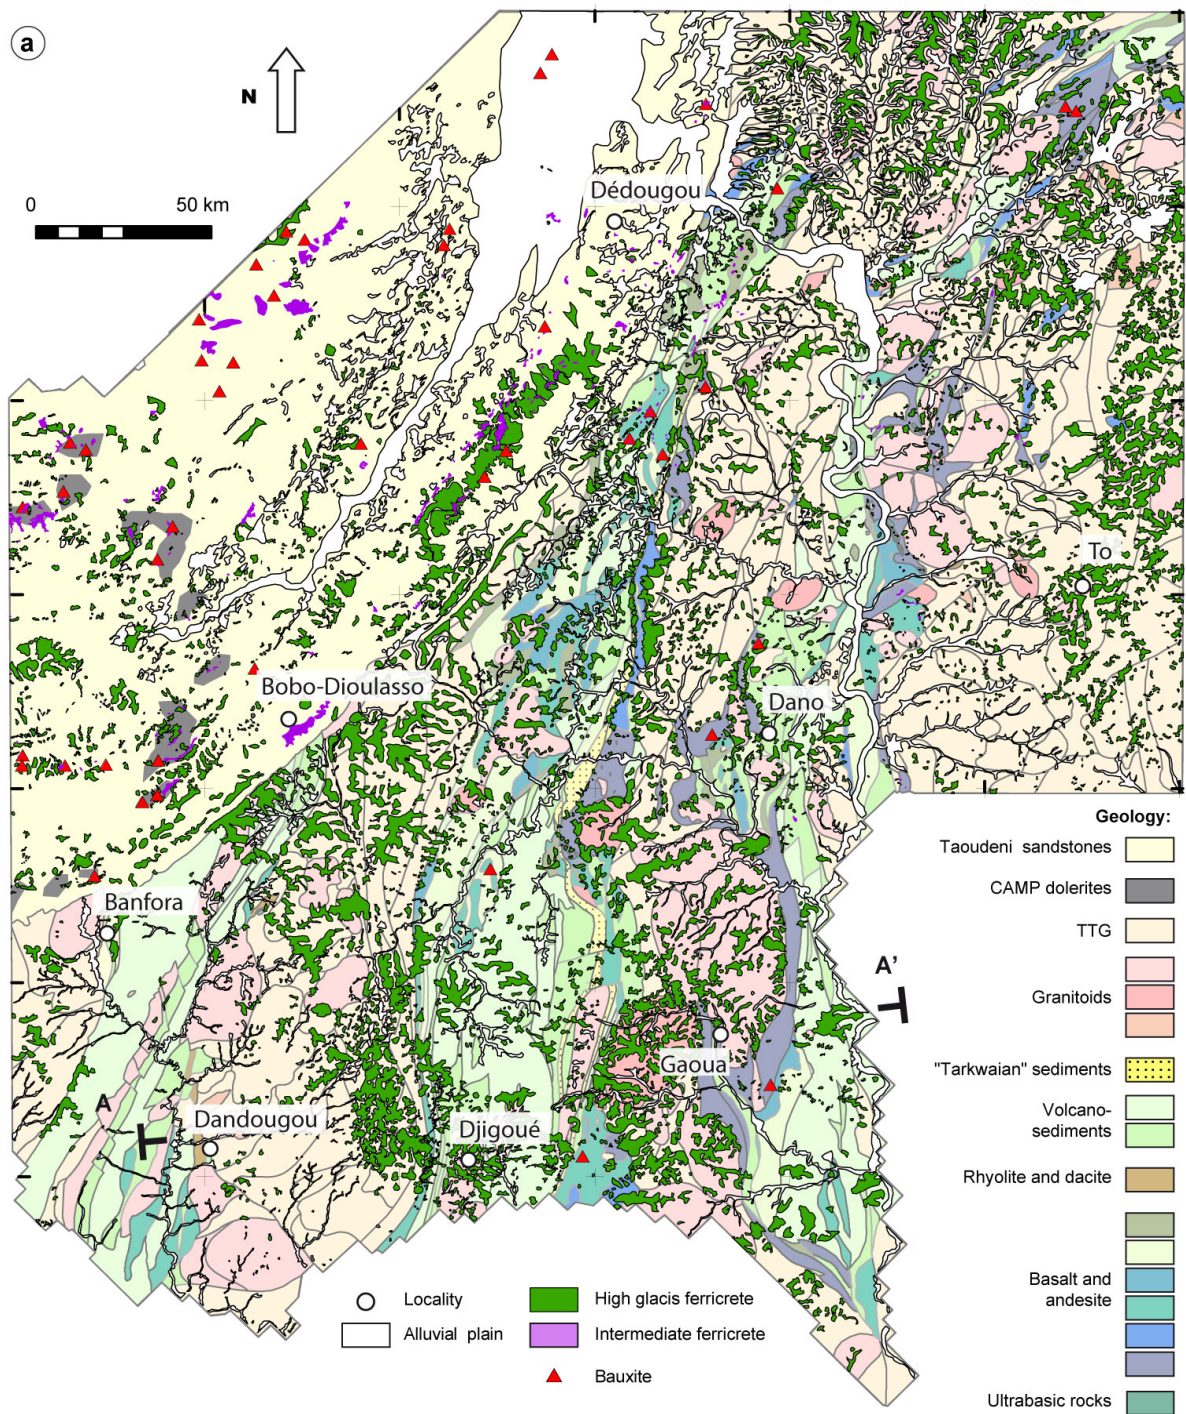 a
N
0 50 km
Dédougou
To
Bobo-Dioulasso
Dano
Geology:
Taoudeni sandstones
CAMP dolerites
Banfora
TTG
A'
Granitoids
Gaoua
"Tarkwaian" sediments
A
Dandougou
Djigoué
Volcano-
sediments
Rhyolite and dacite
Basalt and
andesite
Locality
High glacis ferricrete
Alluvial plain
Intermediate ferricrete
Bauxite
Ultrabasic rocks